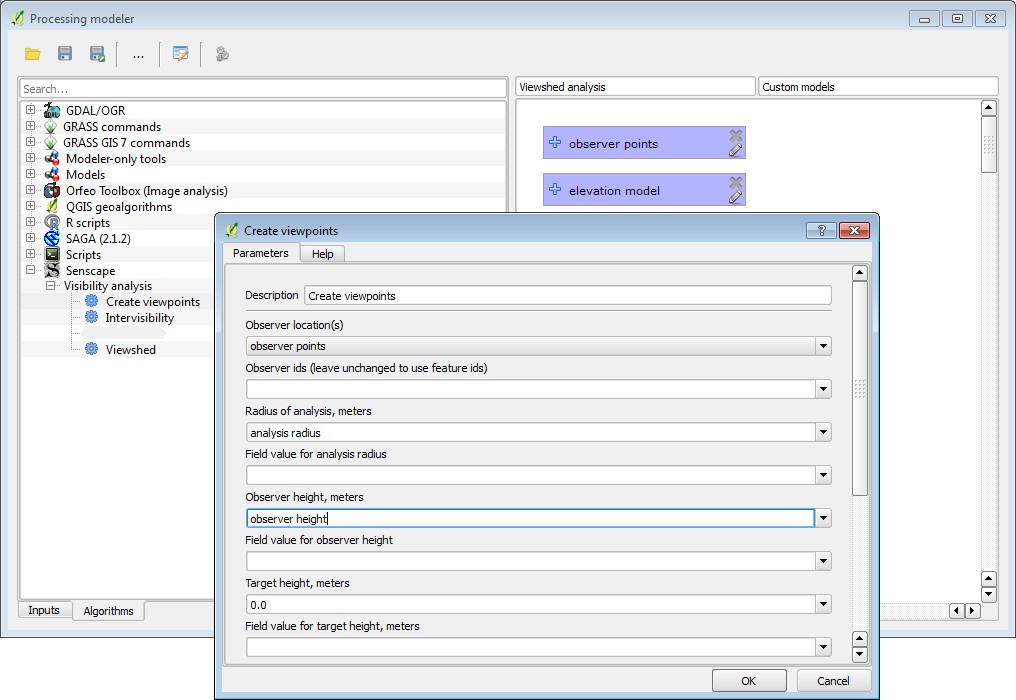 Processing modeler
...
Search...
Viewshed analysis
Custom models
GDAL/OGR
GRASS commands
GRASS GIS 7 commands
Modeler-only tools
Models
Orfeo Toolbox (Image analysis)
QGIS geoalgorithms
R scripts
SAGA (2.1.2)
Scripts
Senscape
Visibility analysis
Create viewpoints
Intervisibility
Viewshed
Inputs
Algorithms
observer points
elevation model
Create viewpoints
?
Parameters
Help
Description
Create viewpoints
Observer location(s)
observer points
Observer ids (leave unchanged to use feature ids)
Radius of analysis, meters
analysis radius
Field value for analysis radius
Observer height, meters
observer height
Field value for observer height
Target height, meters
0.0
Field value for target height, meters
OK
Cancel